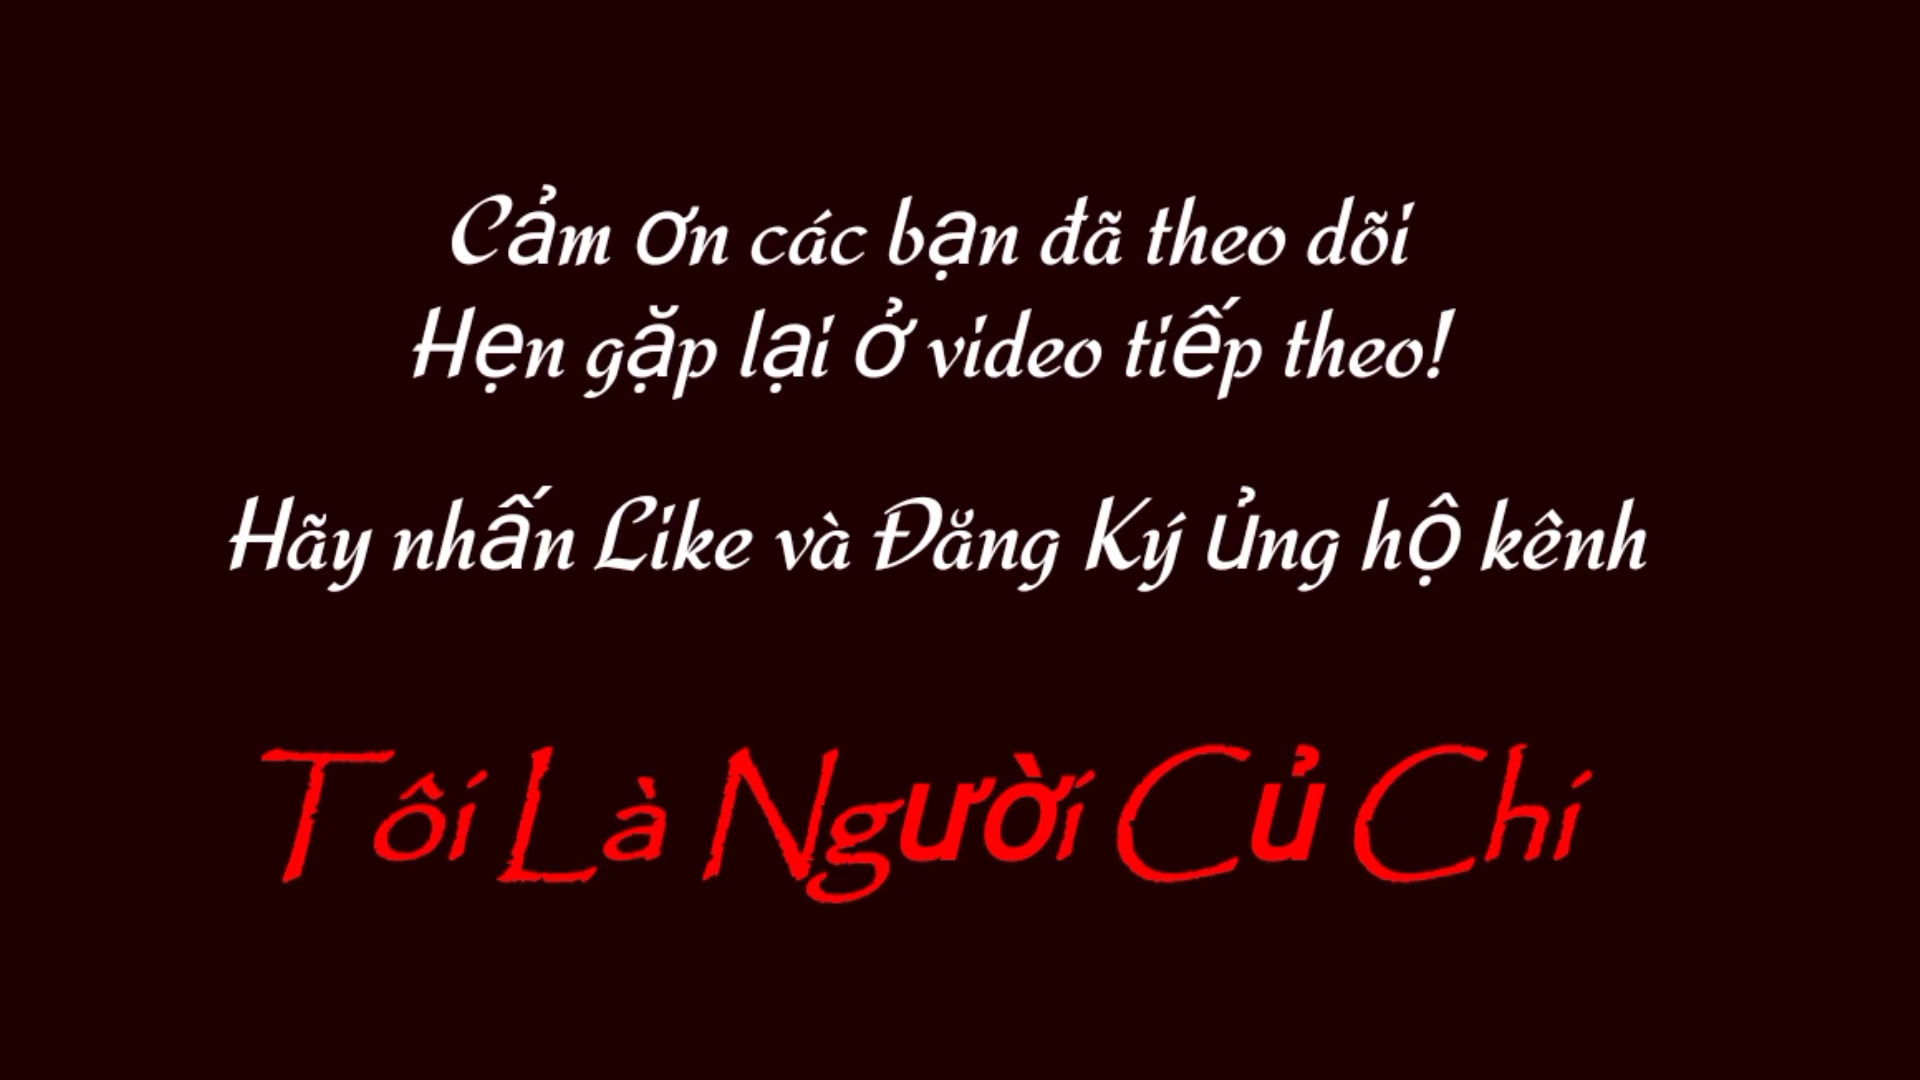 Cảm ơn các bạn đã theo dõi
Hẹn gặp lại ở video tiếp theo!
Hãy nhấn Like và Đăng Ký ủng hộ kênh
Tôi Là Người Củ Chi